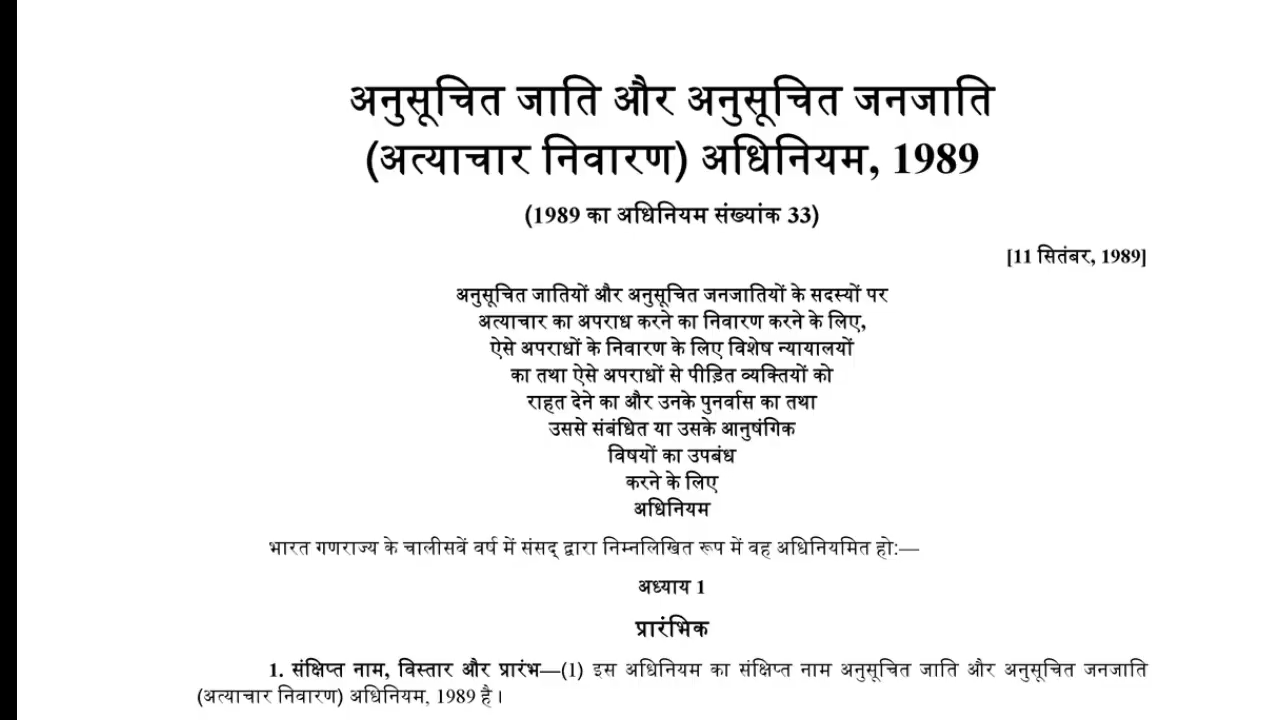 अनुसूचित जाति और अनुसूचित जनजाति
(अत्याचार निवारण) अधिनियम, 1989
(1989 का अधिनियम संख्यांक 33)
[11 सितंबर, 1989]
अनुसूचित जातियों और अनुसूचित जनजातियों के सदस्यों पर
अत्याचार का अपराध करने का निवारण करने के लिए,
ऐसे अपराधों के निवारण के लिए विशेष न्यायालयों
का तथा ऐसे अपराधों से पीड़ित व्यक्तियों को
राहत देने का और उनके पुनर्वास का तथा
उससे संबंधित या उसके आनुषंगिक
विषयों का उपबंध
करने के लिए
अधिनियम
भारत गणराज्य के चालीसवें वर्ष में संसद् द्वारा निम्नलिखित रूप में वह अधिनियमित हो:—
अध्याय 1
प्रारंभिक
1. संक्षिप्त नाम, विस्तार और प्रारंभ—(1) इस अधिनियम का संक्षिप्त नाम अनुसूचित जाति और अनुसूचित जनजाति
(अत्याचार निवारण) अधिनियम, 1989 है।